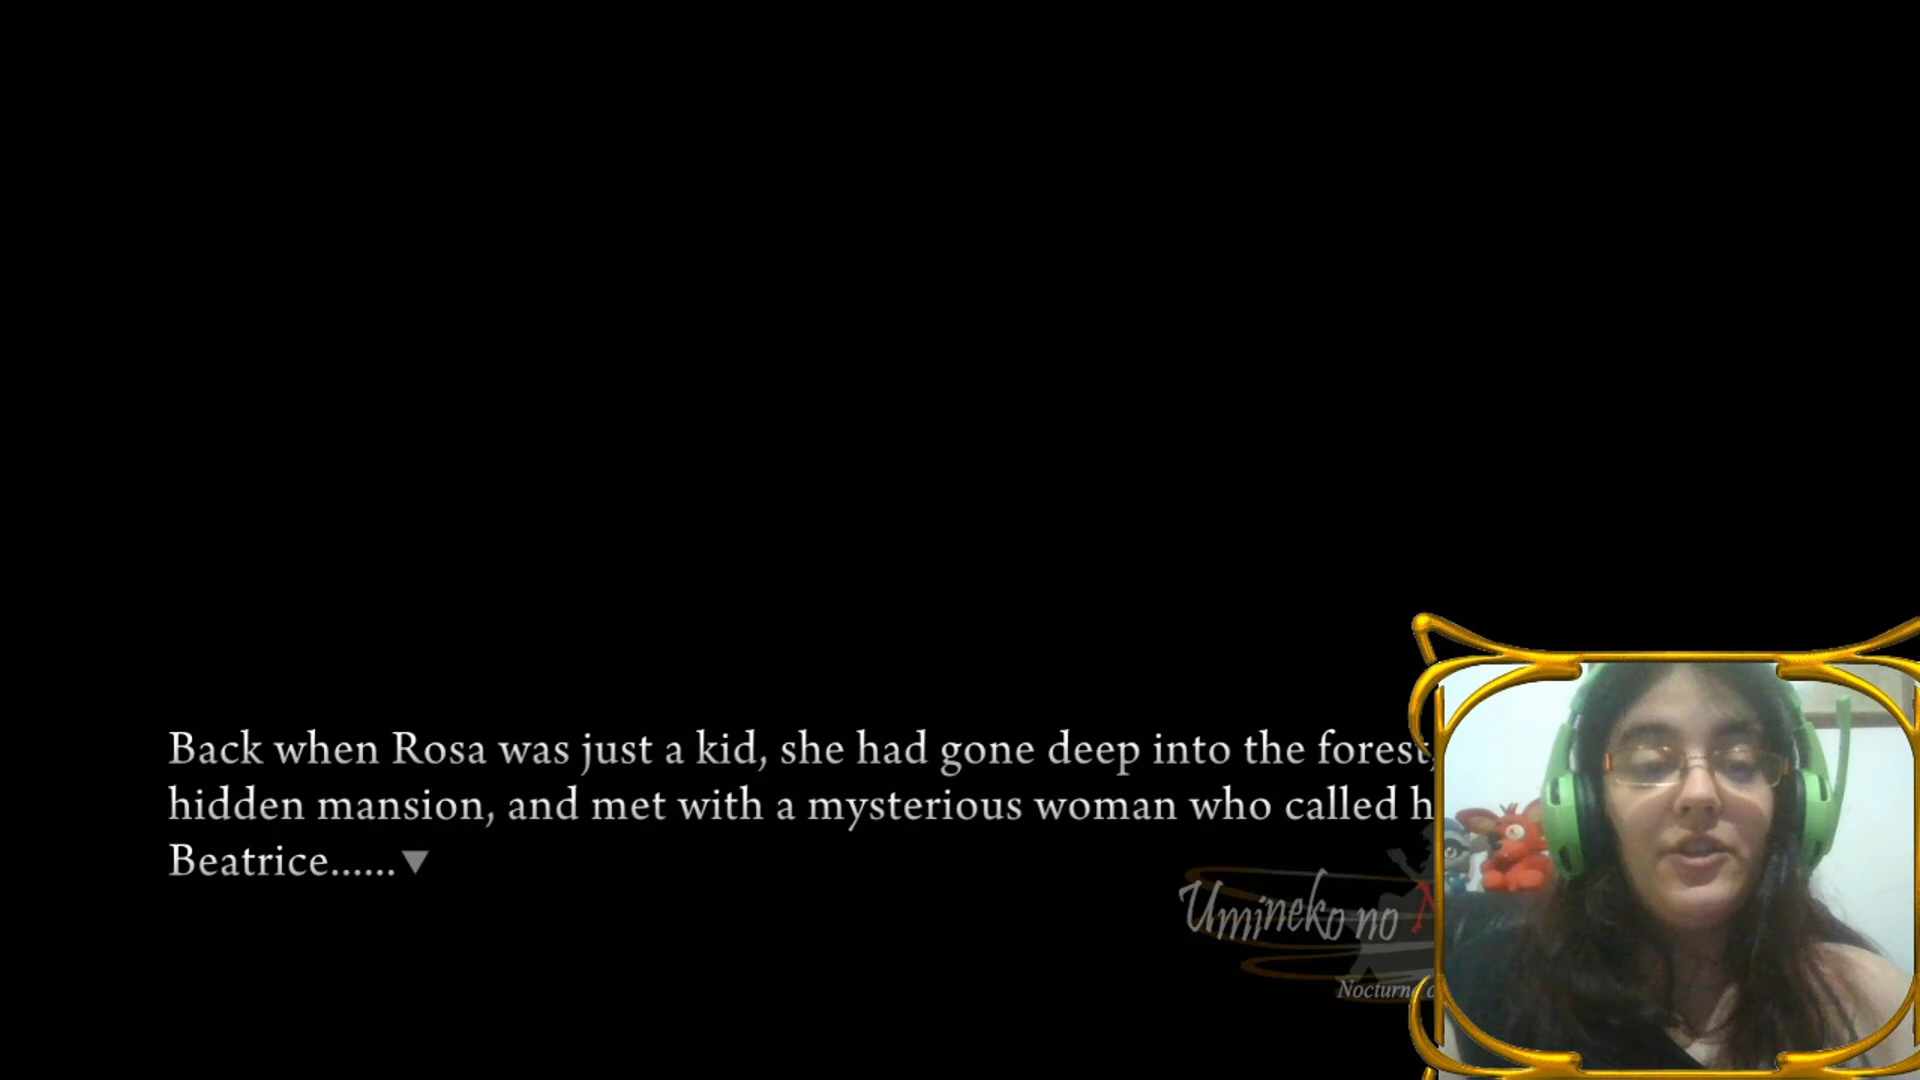 Back when Rosa was just a kid, she had gone deep into the forest,
hidden mansion, and met with a mysterious woman who called
Beatrice......
Umineko no
Nocturne